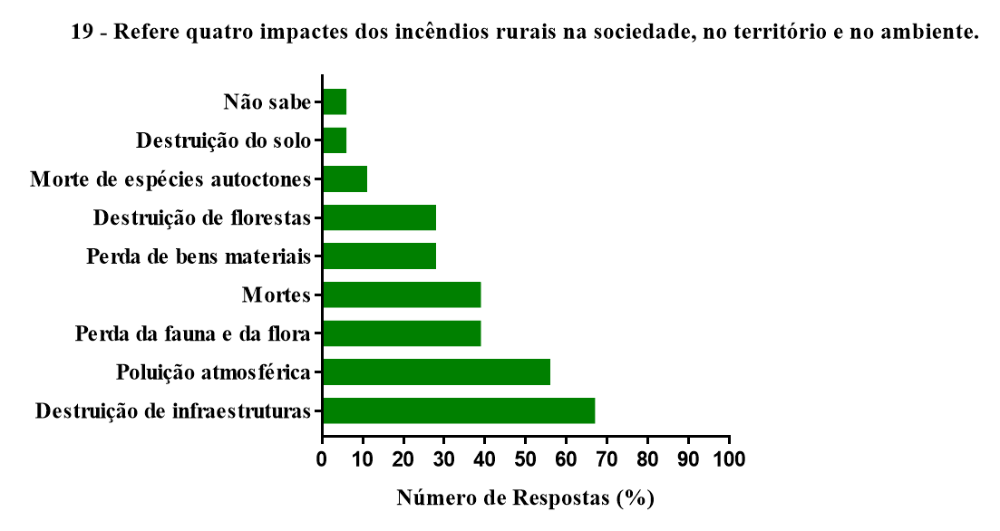 19 - Refere quatro impactes dos incêndios rurais na sociedade, no território e no ambiente.
Não sabe
Destruição do solo
Morte de espécies autoctones
Destruição de florestas
Perda de bens materiais
Mortes
Perda da fauna e da flora
Poluição atmosférica
Destruição de infraestruturas
0 10 20 30 40 50 60 70 80 90 100
Número de Respostas (%)